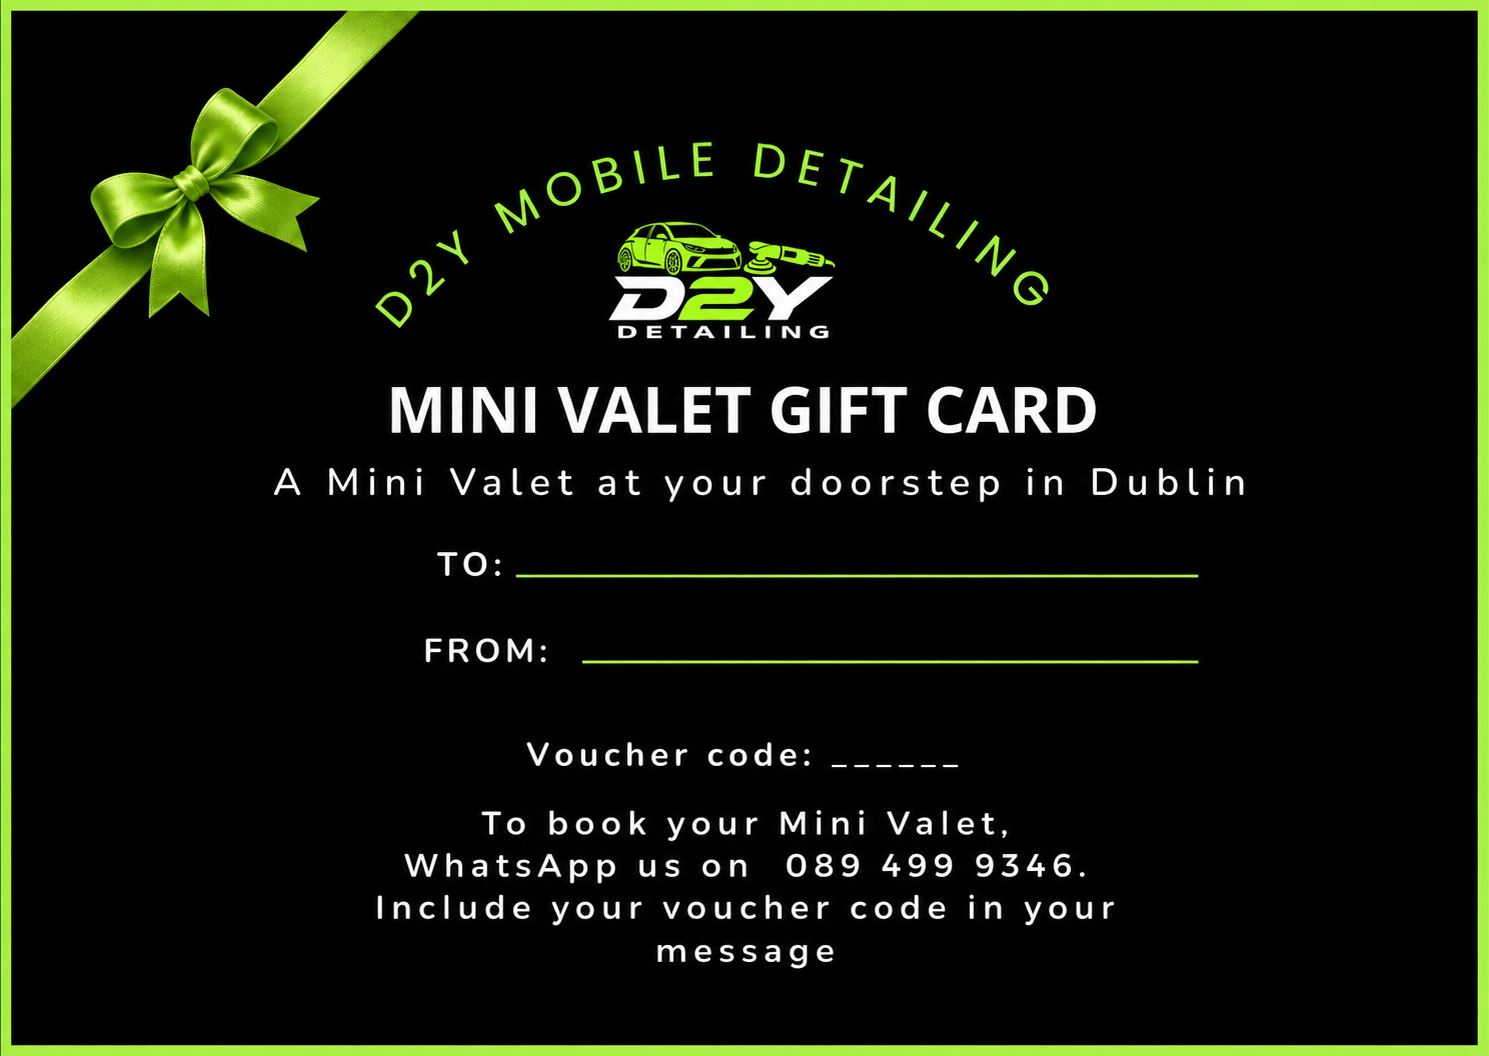 D2Y MOBILE DETAILING
D2Y
DETAILING
MINI VALET GIFT CARD
A Mini Valet at your doorstep in Dublin
TO:
FROM:
Voucher code: ______
To book your Mini Valet,
WhatsApp us on 089 499 9346.
Include your voucher code in your
message